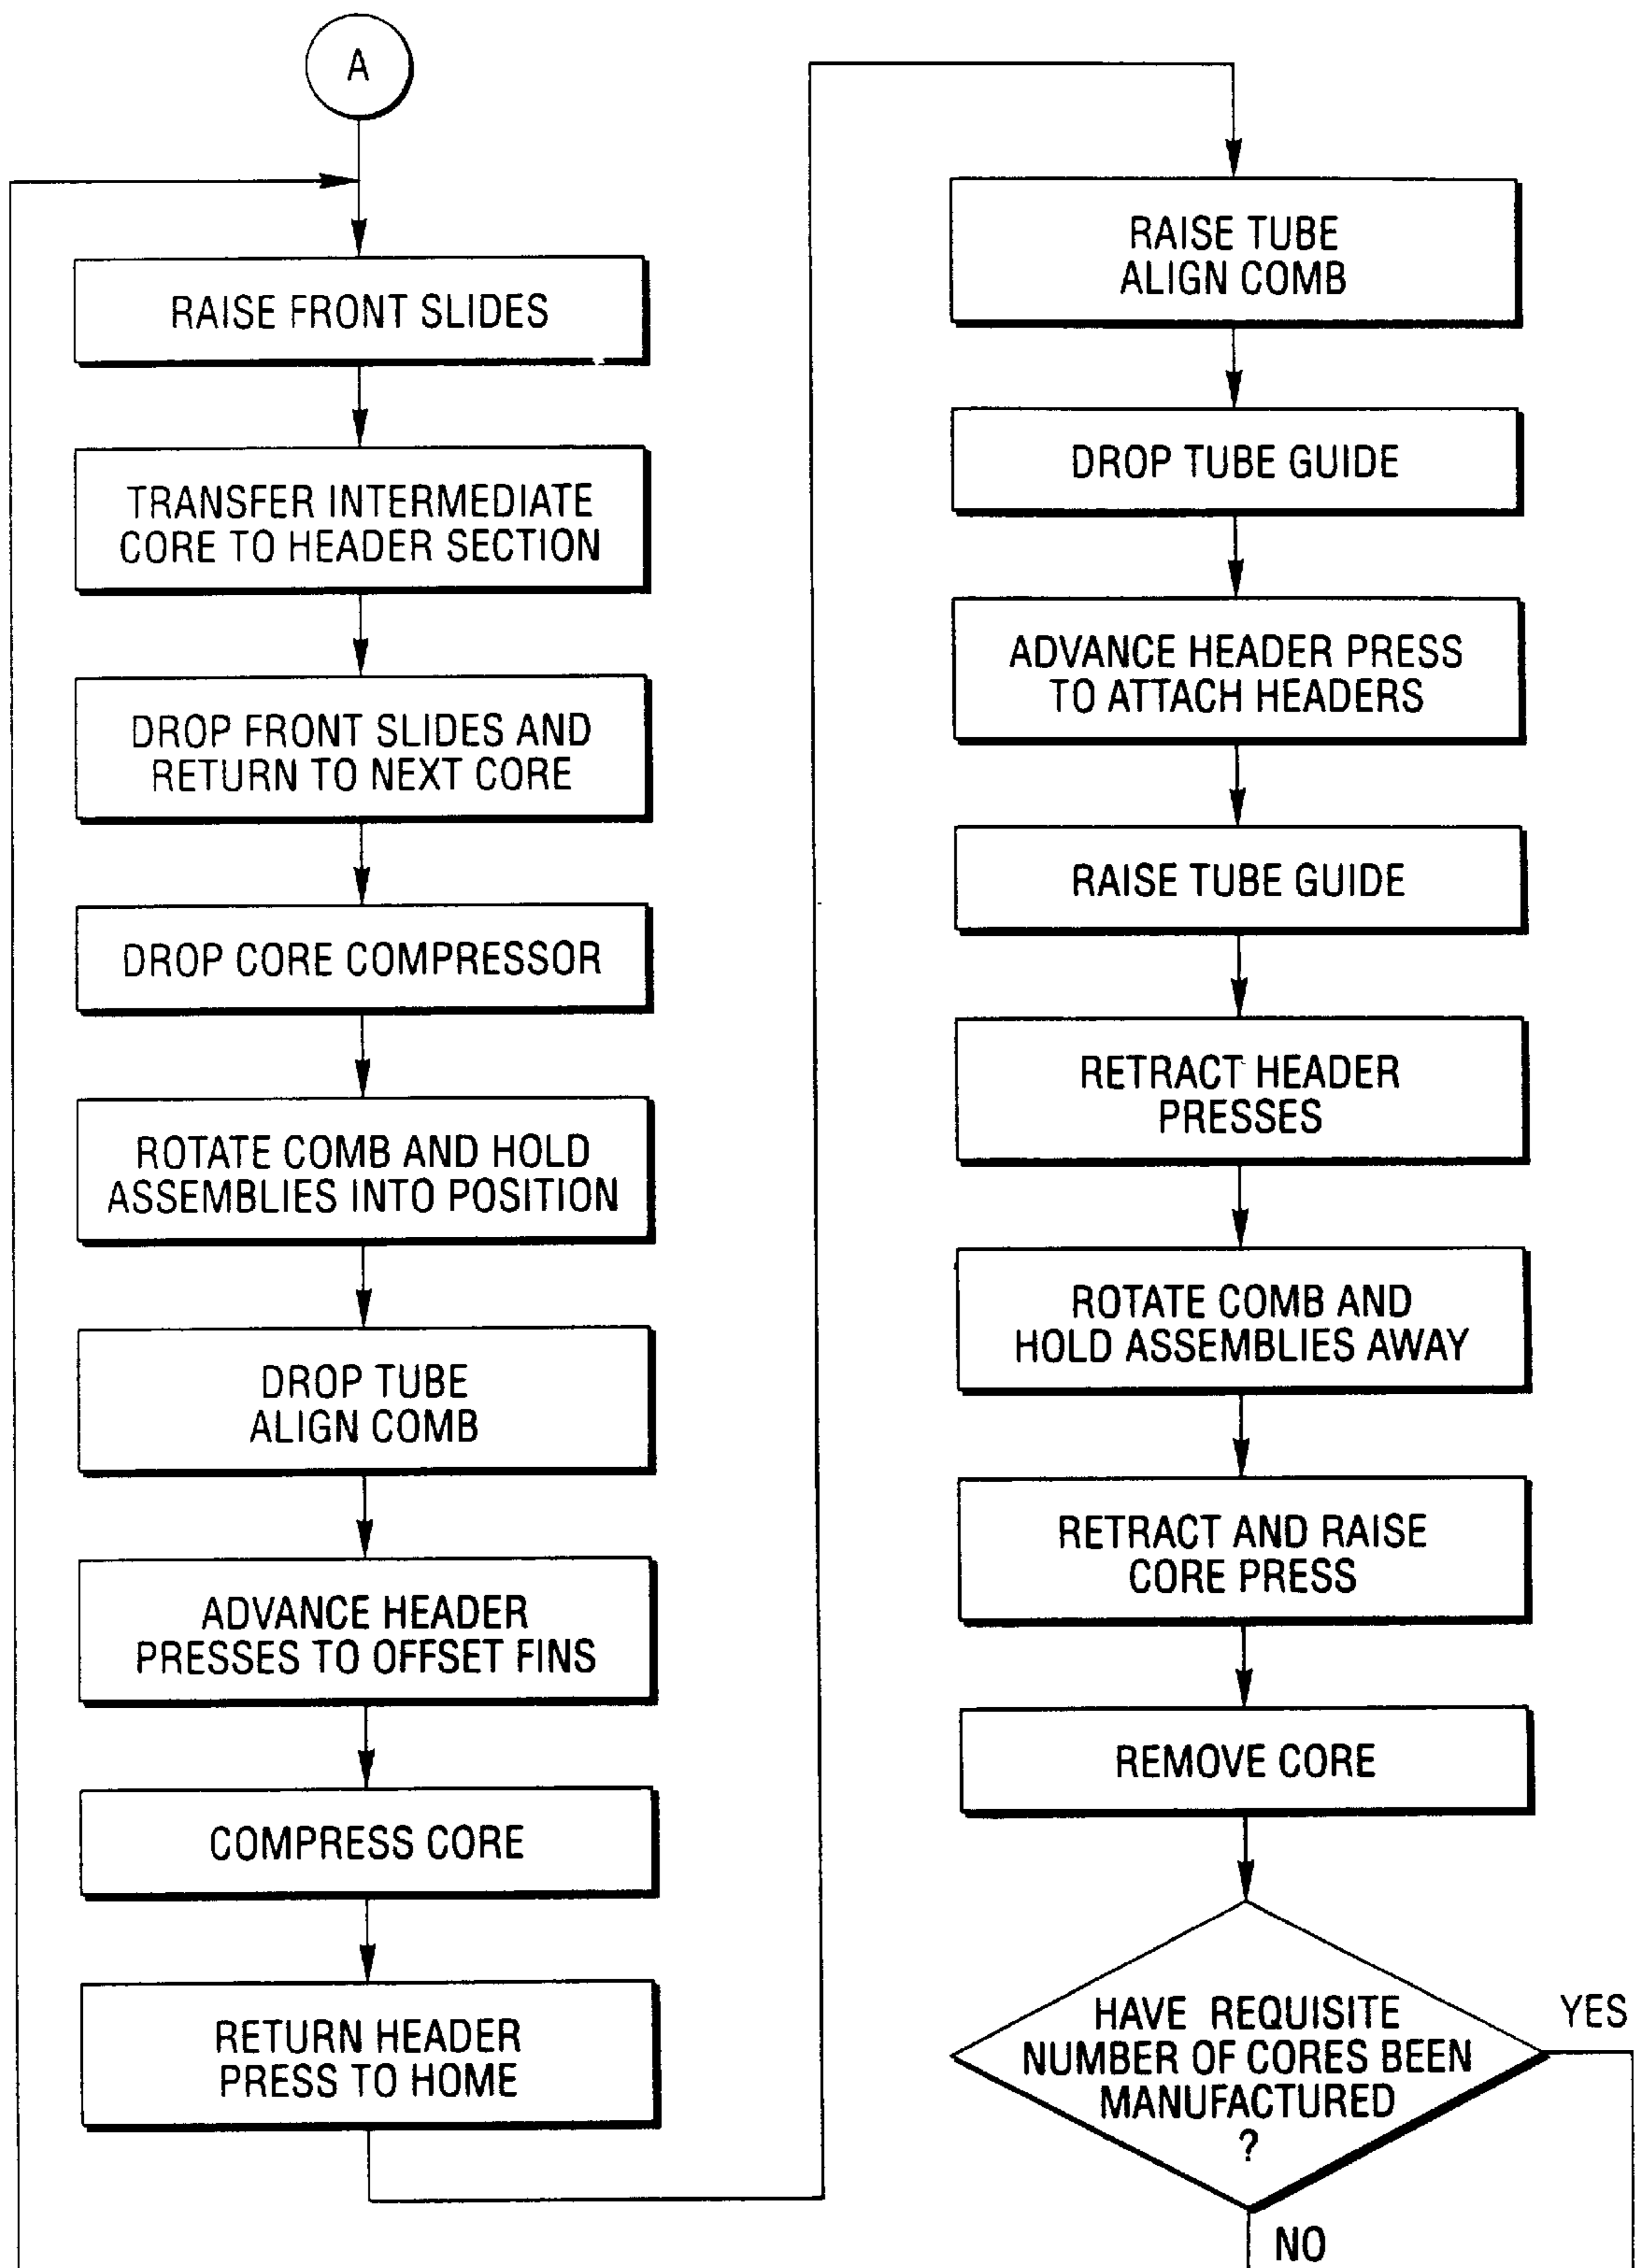 A
RAISE FRONT SLIDES
TRANSFER INTERMEDIATE
CORE TO HEADER SECTION
DROP FRONT SLIDES AND
RETURN TO NEXT CORE
DROP CORE COMPRESSOR
ROTATE COMB AND HOLD
ASSEMBLIES INTO POSITION
DROP TUBE
ALIGN COMB
ADVANCE HEADER
PRESSES TO OFFSET FINS
COMPRESS CORE
RETURN HEADER
PRESS TO HOME
RAISE TUBE
ALIGN COMB
DROP TUBE GUIDE
ADVANCE HEADER PRESS
TO ATTACH HEADERS
RAISE TUBE GUIDE
RETRACT HEADER
PRESSES
ROTATE COMB AND
HOLD ASSEMBLIES AWAY
RETRACT AND RAISE
CORE PRESS
REMOVE CORE
HAVE REQUISITE
NUMBER OF CORES BEEN
MANUFACTURED
?
YES
NO